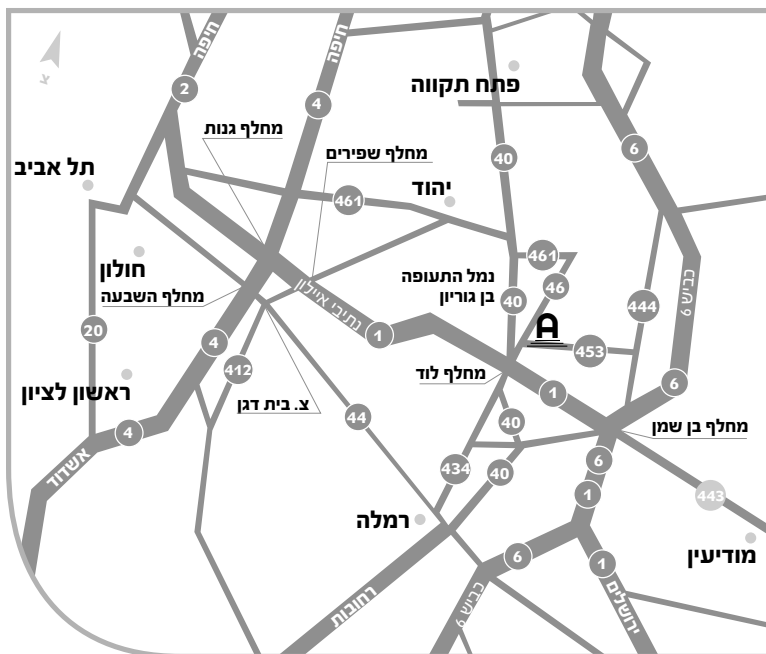 חיפה
חיפה
צ
2
4
פתח תקווה
6
מחלף גנות
40
מחלף שפירים
תל אביב
יהוד
461
חולון
נמל התעופה
בן גוריון
461
46
כביש 6
מחלף השבעה
40
444
נתיבי איילון
20
4
1
A
453
412
מחלף לוד
ראשון לציון
1
6
צ. בית דגן
44
40
מחלף בן שמן
4
אשדוד
434
40
6
443
1
רמלה
מודיעין
6
1
כביש 6
רחובות
ירושלים